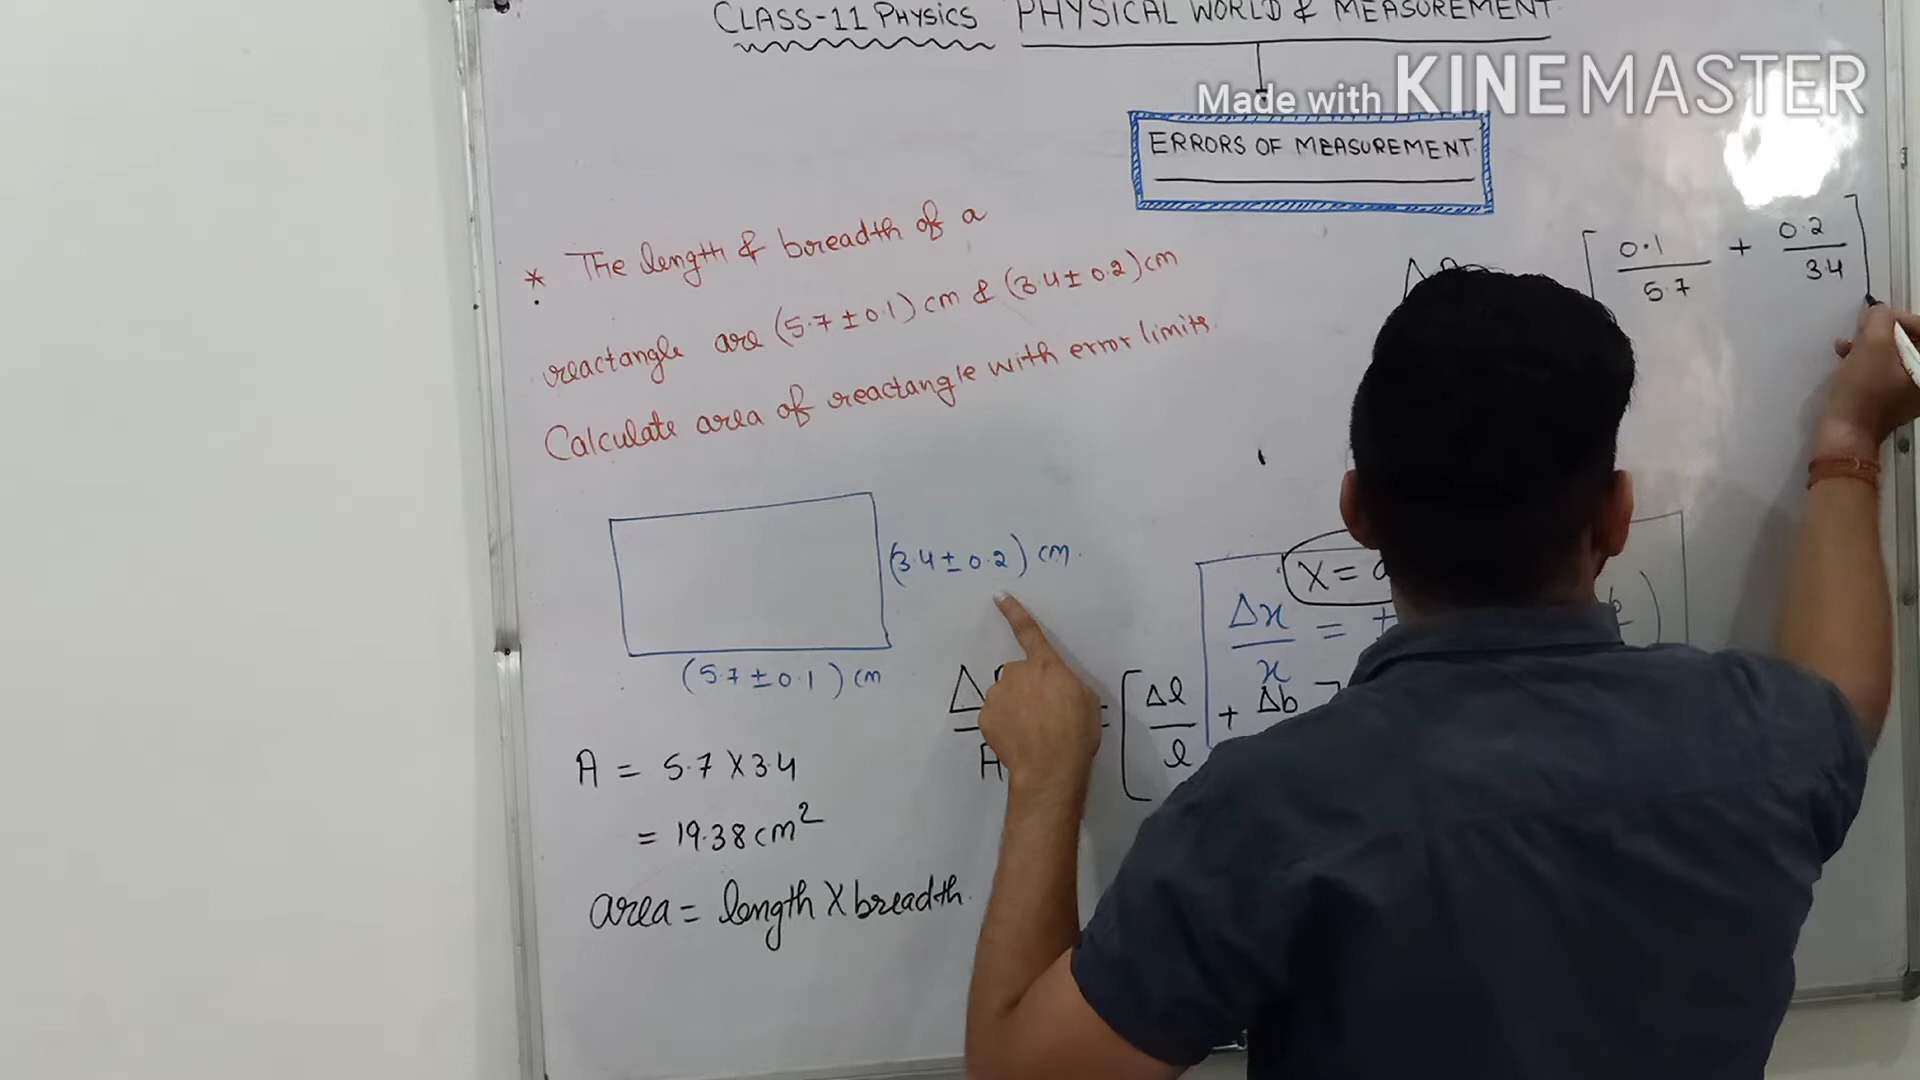 CLASS-11 PHYSICS PHYSICAL WORLD & MEASUREMENT
Made with KINEMASTER
ERRORS OF MEASUREMENT
* The length & breadth of a
reactangle are (5.7 ± 0.1) cm & (3.4 ± 0.2) cm
Calculate area of reactangle with error limits.
[ 0.1/5.7 + 0.2/3.4 ]
(3.4 ± 0.2) cm.
(5.7 ± 0.1) cm
X =
Δx/x = ±
= [ Δl/l + Δb ]
A = 5.7 X 3.4
= 19.38 cm²
area = length X breadth.